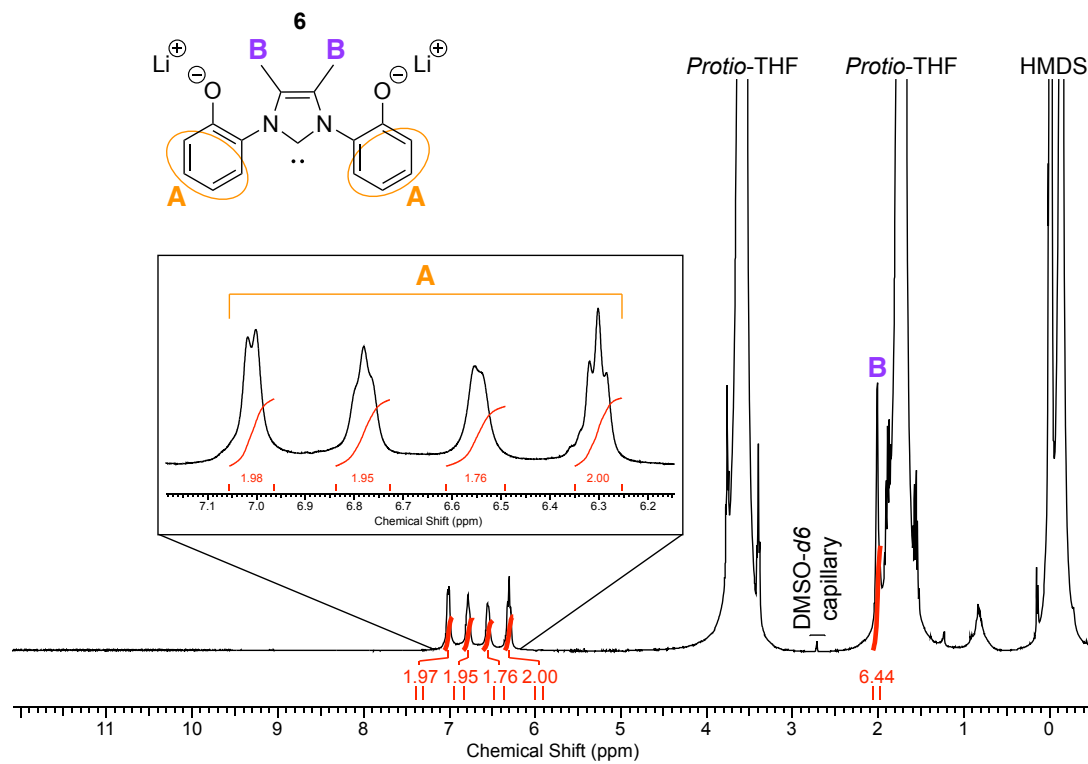 6
B B
Li⊕ ⊖ ⊖ Li⊕
O O
N N
..
A A
Protio-THF Protio-THF HMDS
A
1.98 1.95 1.76 2.00
7.1 7.0 6.9 6.8 6.7 6.6 6.5 6.4 6.3 6.2
Chemical Shift (ppm)
B
DMSO-d6
capillary
1.97 1.95 1.76 2.00 6.44
11 10 9 8 7 6 5 4 3 2 1 0
Chemical Shift (ppm)